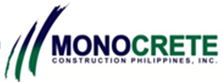 MONOCRETE
CONSTRUCTION PHILIPPINES, INC.